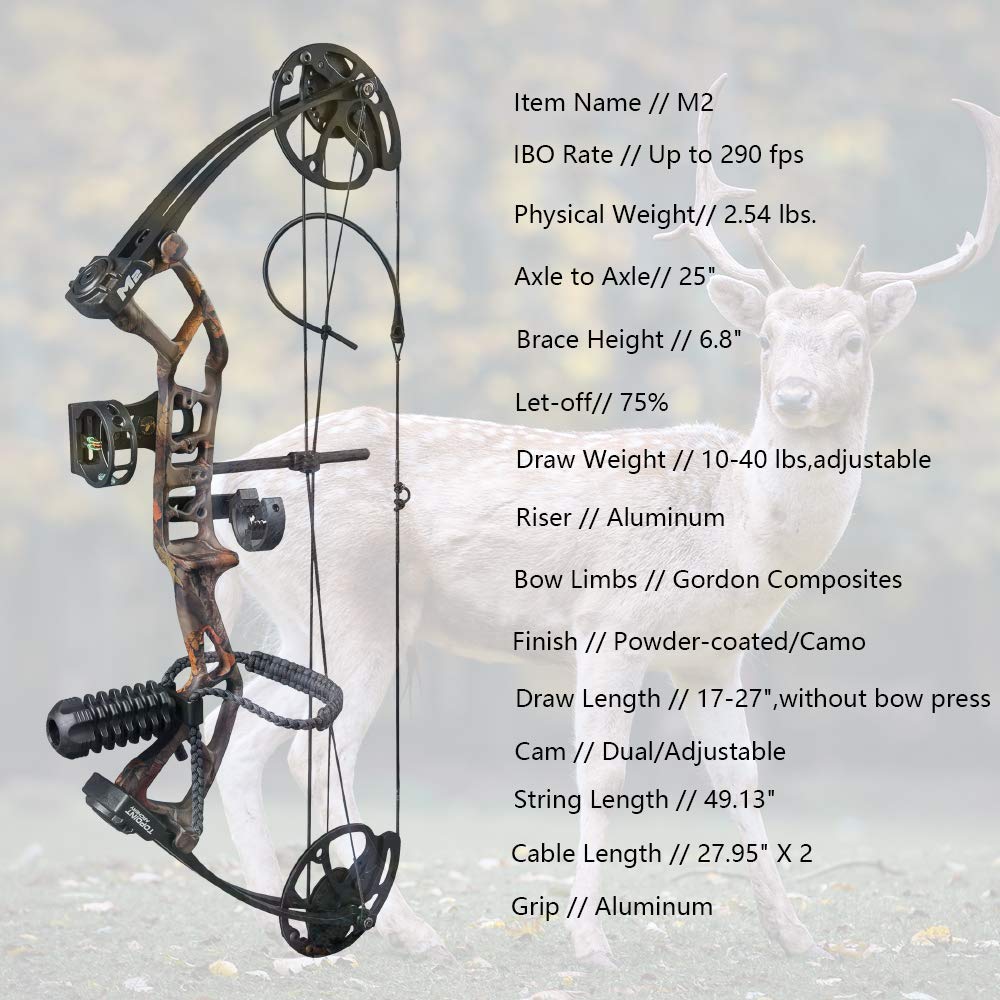 Item Name // M2
IBO Rate // Up to 290 fps
Physical Weight// 2.54 lbs.
Axle to Axle// 25"
Brace Height // 6.8"
Let-off// 75%
Draw Weight // 10-40 lbs,adjustable
Riser // Aluminum
Bow Limbs // Gordon Composites
Finish // Powder-coated/Camo
Draw Length // 17-27",without bow press
Cam // Dual/Adjustable
String Length // 49.13"
Cable Length // 27.95" X 2
Grip // Aluminum
M2
TOPOINT
ARCHERY